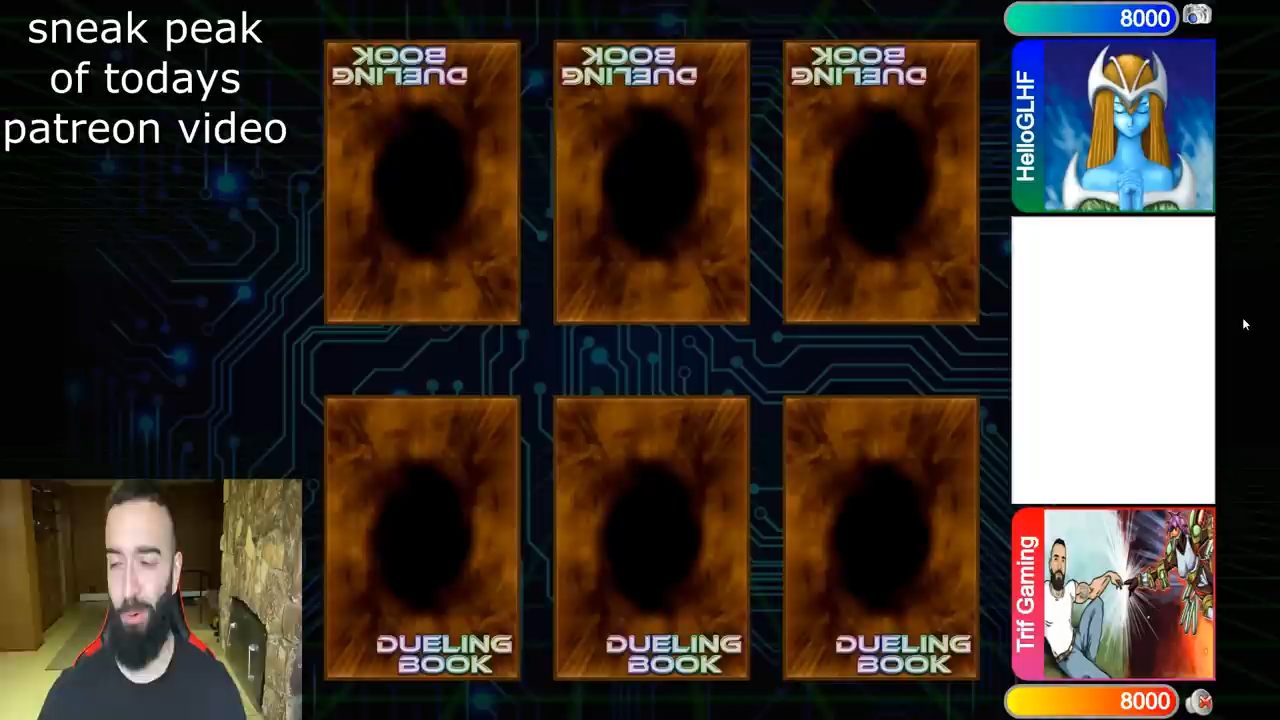 sneak peak
of todays
patreon video
DUELING
BOOK
DUELING
BOOK
DUELING
BOOK
8000
HelloGLHF
DUELING
BOOK
DUELING
BOOK
DUELING
BOOK
Trif Gaming
8000